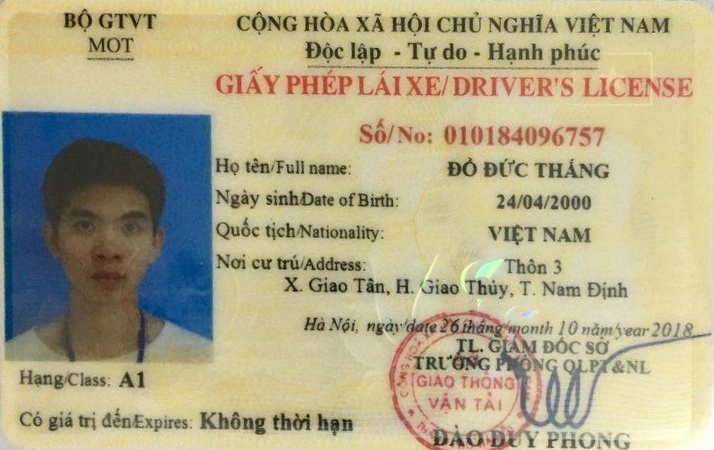 BỘ GTVT
MOT
CỘNG HÒA XÃ HỘI CHỦ NGHĨA VIỆT NAM
Độc lập - Tự do - Hạnh phúc
GIẤY PHÉP LÁI XE/ DRIVER'S LICENSE
Số/No: 010184096757
Họ tên/Full name: ĐỖ ĐỨC THẮNG
Ngày sinh/Date of Birth: 24/04/2000
Quốc tịch/Nationality: VIỆT NAM
Nơi cư trú/Address: Thôn 3
X. Giao Tân, H. Giao Thủy, T. Nam Định
Hà Nội, ngày/date 26 tháng/month 10 năm/year 2018
TL. GIÁM ĐỐC SỞ
TRƯỞNG PHÒNG QLPT&NL
GIAO THÔNG
VẬN TẢI
ĐÀO DUY PHONG
Hạng/Class: A1
Có giá trị đến/Expires: Không thời hạn